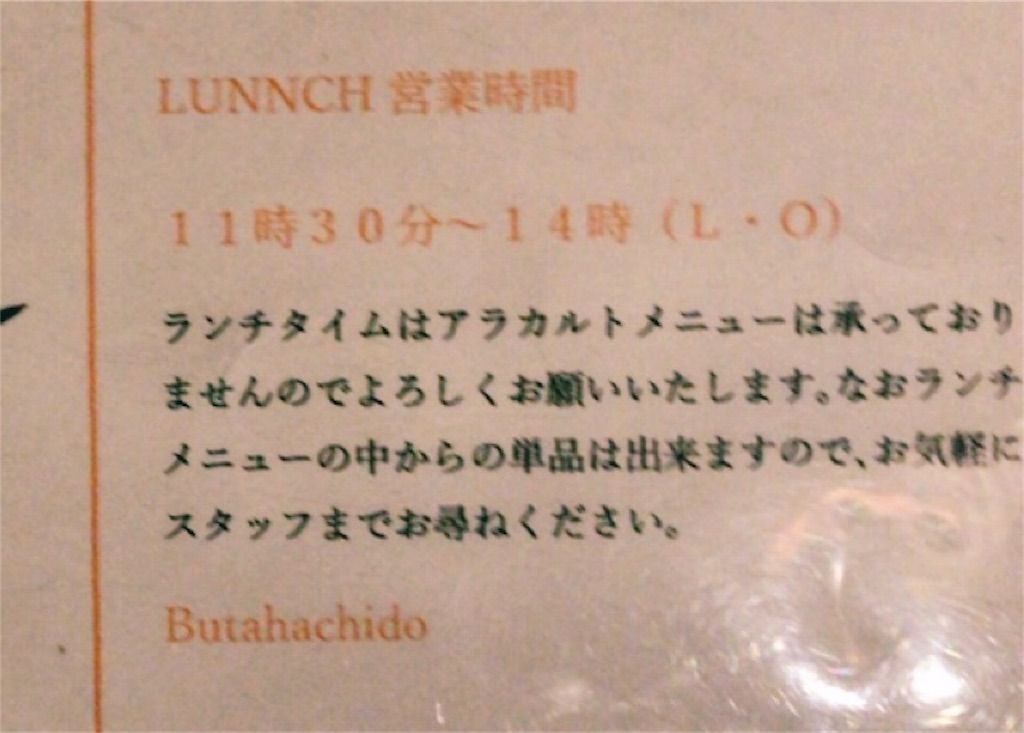 LUNNCH 営業時間
11時30分～14時（L・O）
ランチタイムはアラカルトメニューは承っており
ませんのでよろしくお願いいたします。なおランチ
メニューの中からの単品は出来ますので、お気軽に
スタッフまでお尋ねください。
Butahachido